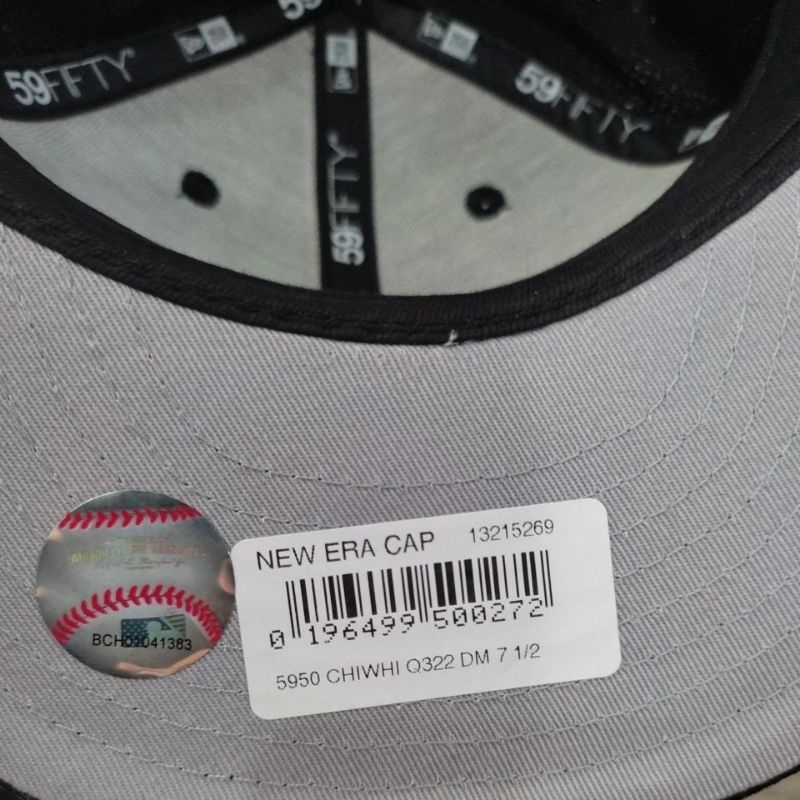 59FIFTY
59FIFTY
59FIFTY
NEW ERA CAP 13215269
0 196499 500272
5950 CHIWHI Q322 DM 7 1/2
BCH02041383